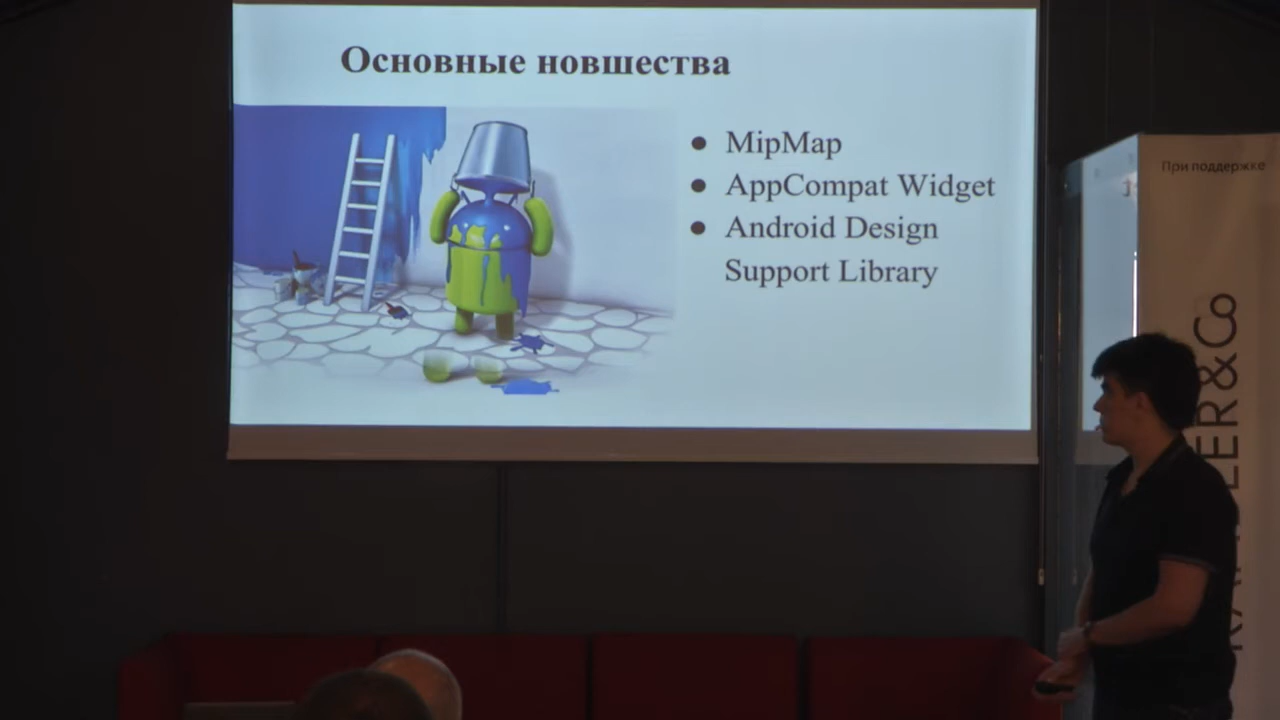 Основные новшества
● MipMap
● AppCompat Widget
● Android Design
Support Library
При поддержке